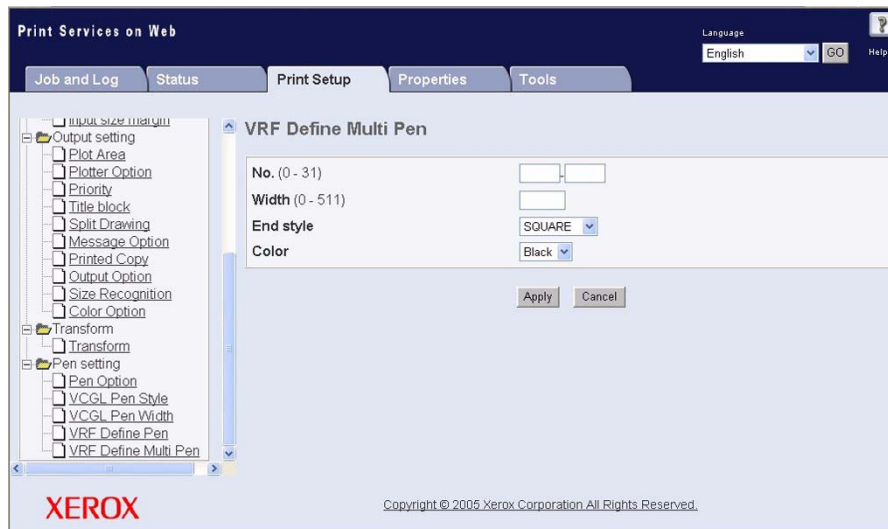 Print Services on Web
Language
English
GO
?
Help
Job and Log
Status
Print Setup
Properties
Tools
Input size margin
Output setting
Plot Area
Plotter Option
Priority
Title block
Split Drawing
Message Option
Printed Copy
Output Option
Size Recognition
Color Option
Transform
Transform
Pen setting
Pen Option
VCGL Pen Style
VCGL Pen Width
VRF Define Pen
VRF Define Multi Pen
VRF Define Multi Pen
No. (0 - 31)
-
Width (0 - 511)
End style
SQUARE
Color
Black
Apply
Cancel
XEROX
Copyright © 2005 Xerox Corporation All Rights Reserved.